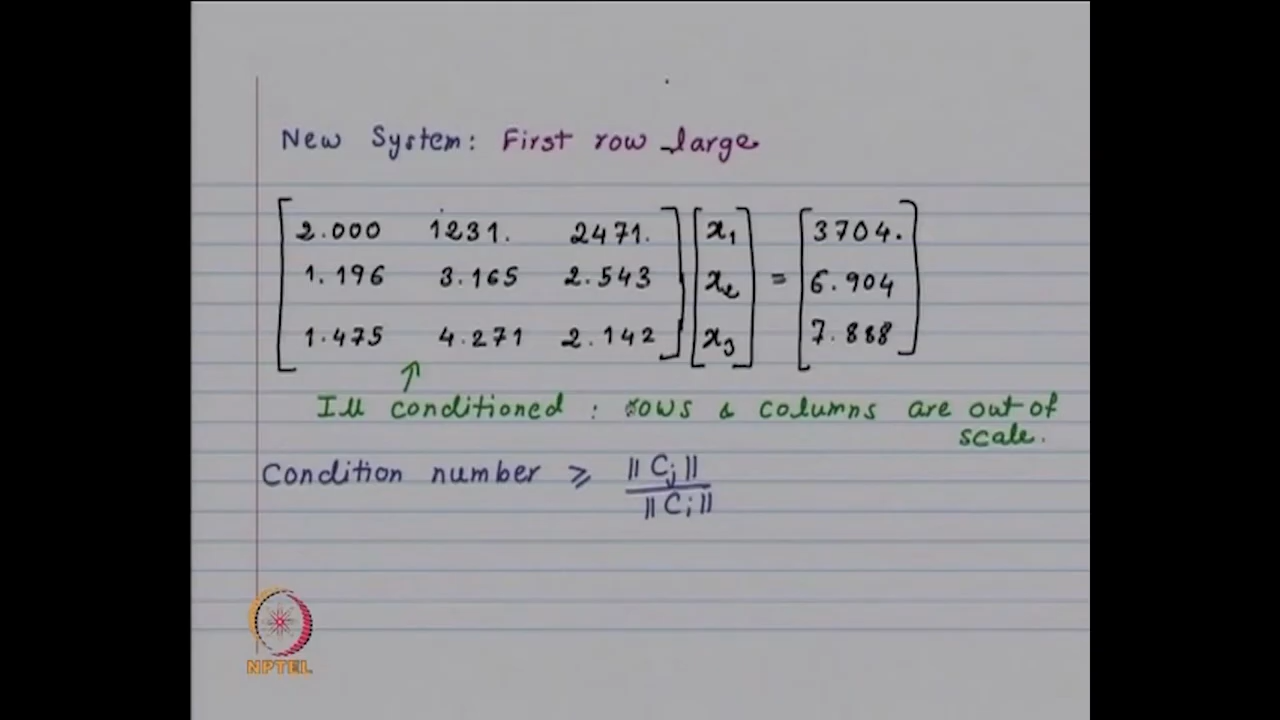 New System: First row large
2.000 1231. 2471. x1 3704.
1.196 3.165 2.543 x2 = 6.904
1.475 4.271 2.142 x3 7.888
Ill conditioned : rows & columns are out of
scale.
Condition number ⩾ ||Cj|| / ||Ci||
NPTEL